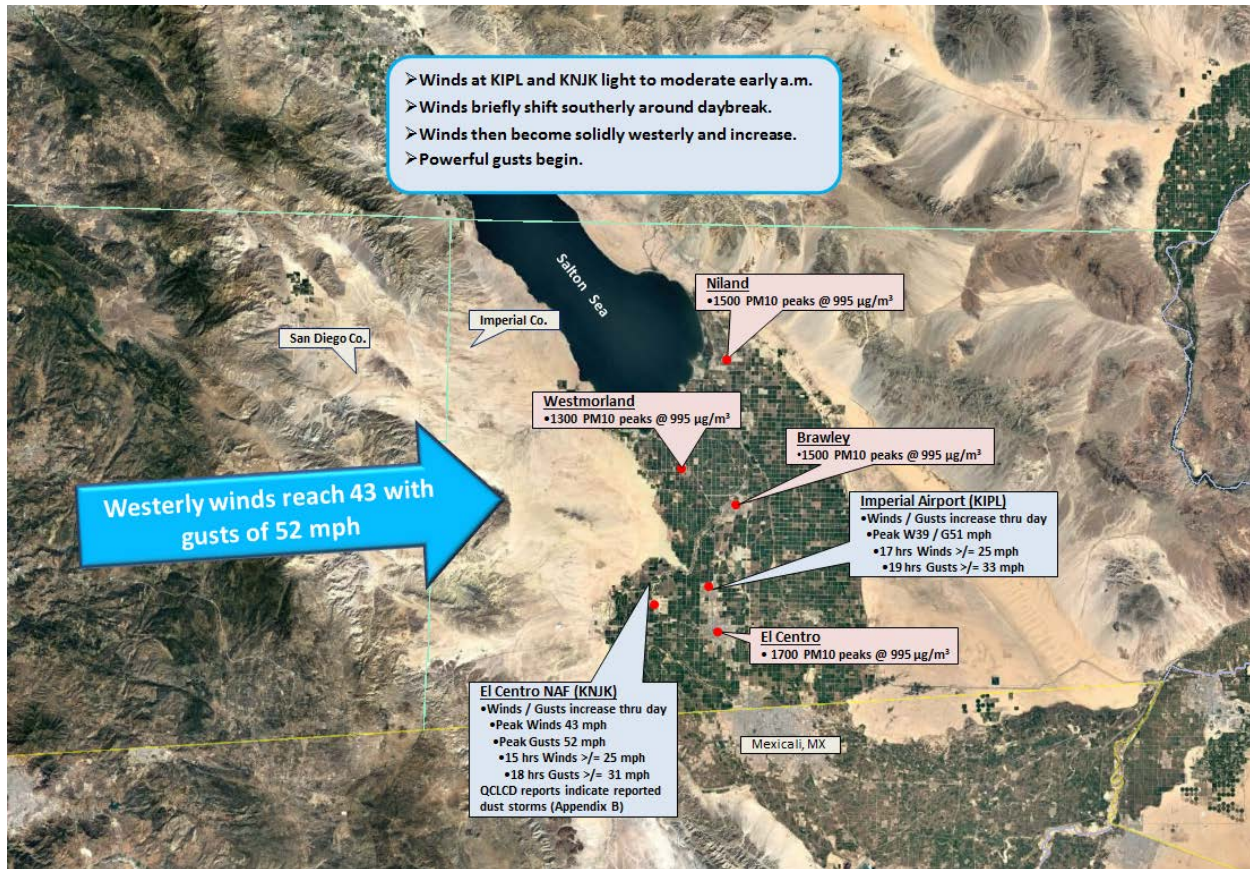 ➢Winds at KIPL and KNJK light to moderate early a.m.
➢Winds briefly shift southerly around daybreak.
➢Winds then become solidly westerly and increase.
➢Powerful gusts begin.
Salton Sea
Niland
•1500 PM10 peaks @ 995 µg/m³
Imperial Co.
San Diego Co.
Westmorland
•1300 PM10 peaks @ 995 µg/m³
Brawley
•1500 PM10 peaks @ 995 µg/m³
Westerly winds reach 43 with
gusts of 52 mph
Imperial Airport (KIPL)
•Winds / Gusts increase thru day
•Peak W39 / G51 mph
•17 hrs Winds >/= 25 mph
•19 hrs Gusts >/= 33 mph
El Centro
• 1700 PM10 peaks @ 995 µg/m³
El Centro NAF (KNJK)
•Winds / Gusts increase thru day
•Peak Winds 43 mph
•Peak Gusts 52 mph
•15 hrs Winds >/= 25 mph
•18 hrs Gusts >/= 31 mph
QCLCD reports indicate reported
dust storms (Appendix B)
Mexicali, MX